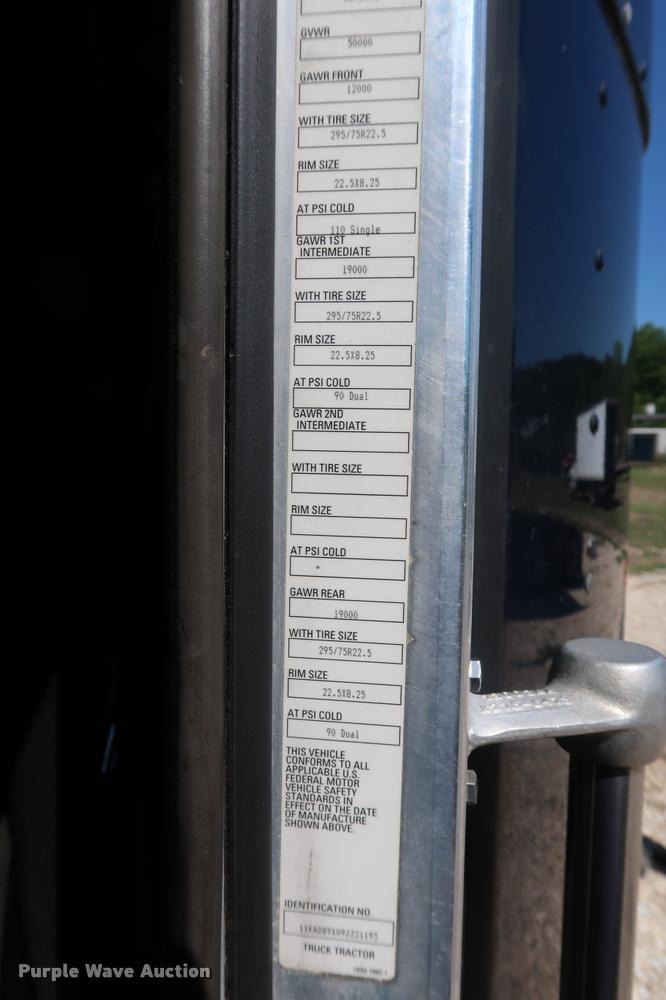 GVWR
50000
GAWR FRONT
12000
WITH TIRE SIZE
295/75R22.5
RIM SIZE
22.5X8.25
AT PSI COLD
110 Single
GAWR 1ST
INTERMEDIATE
19000
WITH TIRE SIZE
295/75R22.5
RIM SIZE
22.5X8.25
AT PSI COLD
90 Dual
GAWR 2ND
INTERMEDIATE
WITH TIRE SIZE
RIM SIZE
AT PSI COLD
GAWR REAR
19000
WITH TIRE SIZE
295/75R22.5
RIM SIZE
22.5X8.25
AT PSI COLD
90 Dual
THIS VEHICLE
CONFORMS TO ALL
APPLICABLE U.S.
FEDERAL MOTOR
VEHICLE SAFETY
STANDARDS IN
EFFECT ON THE DATE
OF MANUFACTURE
SHOWN ABOVE.
IDENTIFICATION NO.
TRUCK TRACTOR
Purple Wave Auction